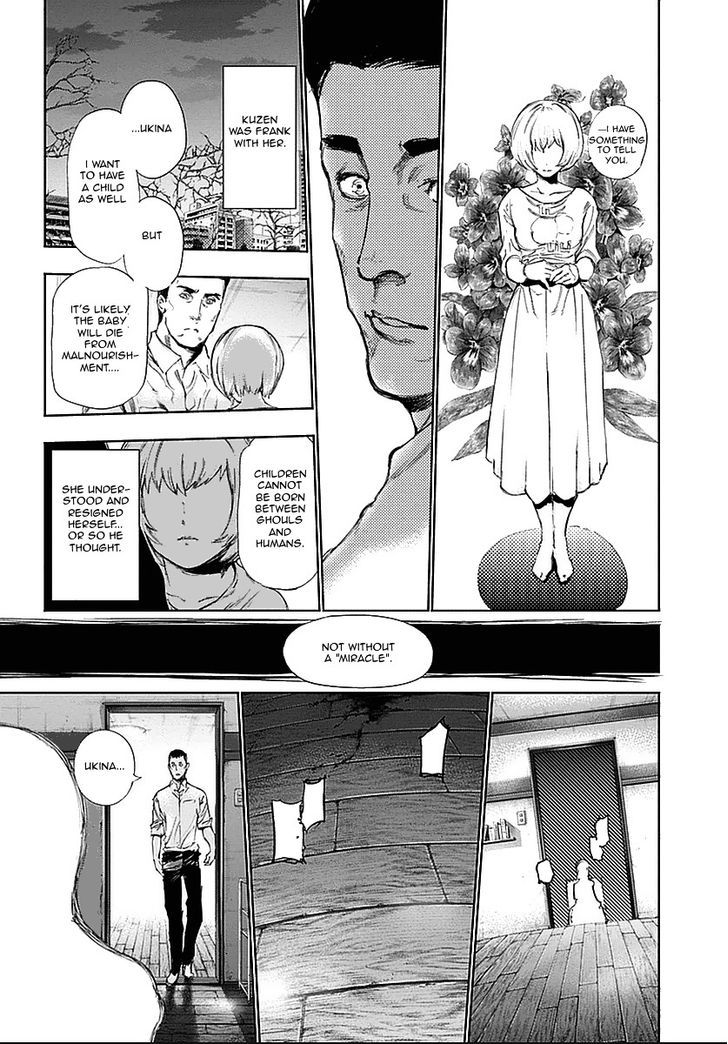 —I HAVE
SOMETHING
TO TELL
YOU.
KUZEN
WAS FRANK
WITH HER.
...UKINA
I WANT
TO HAVE
A CHILD
AS WELL
BUT
IT'S LIKELY
THE BABY
WILL DIE
FROM
MALNOURISH-
MENT....
CHILDREN
CANNOT
BE BORN
BETWEEN
GHOULS
AND
HUMANS.
SHE UNDER-
STOOD AND
RESIGNED
HERSELF...
OR SO HE
THOUGHT.
NOT WITHOUT
A "MIRACLE".
UKINA...